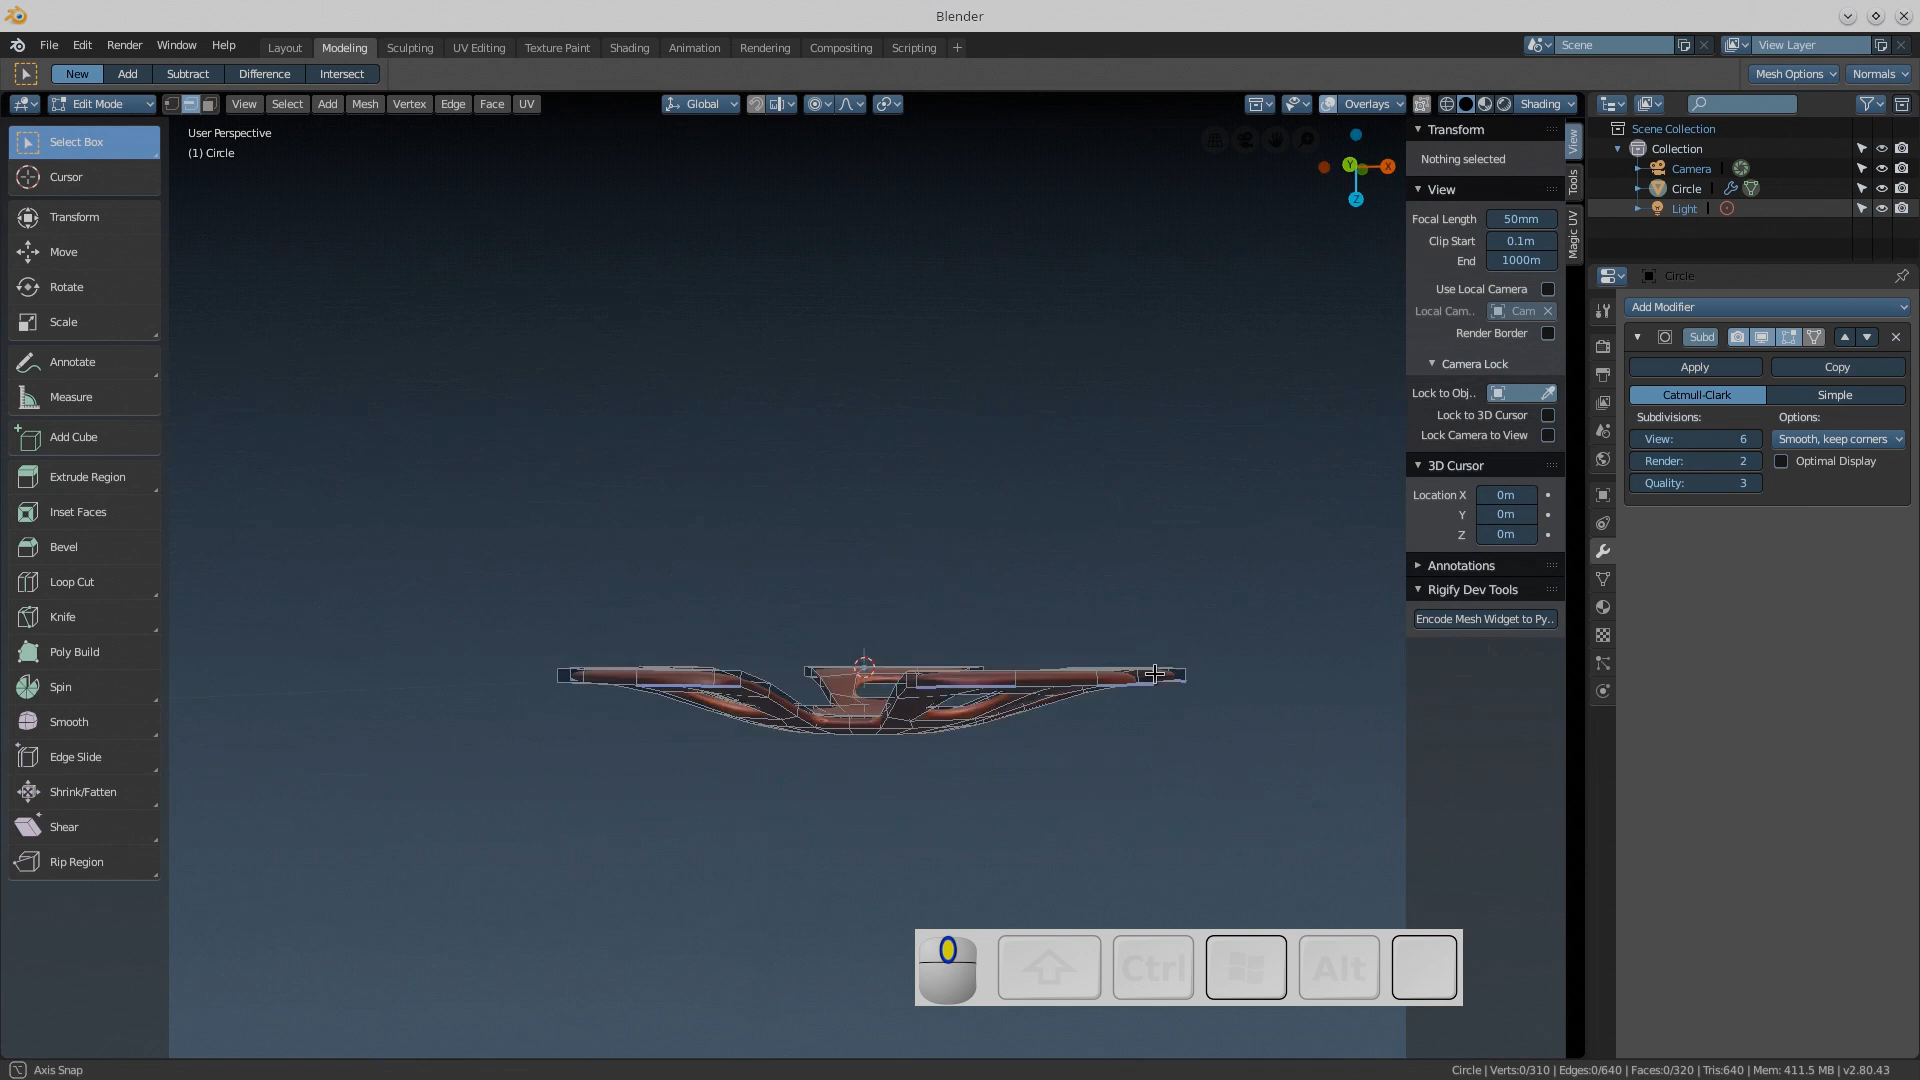 Blender
File Edit Render Window Help
Layout Modeling Sculpting UV Editing Texture Paint Shading Animation Rendering Compositing Scripting +
Scene
View Layer
New Add Subtract Difference Intersect
Mesh Options Normals
Edit Mode View Select Add Mesh Vertex Edge Face UV
Global
Overlays
Shading
User Perspective
(1) Circle
Select Box
Cursor
Transform
Move
Rotate
Scale
Annotate
Measure
Add Cube
Extrude Region
Inset Faces
Bevel
Loop Cut
Knife
Poly Build
Spin
Smooth
Edge Slide
Shrink/Fatten
Shear
Rip Region
Y
X
Z
Transform
Nothing selected
View
Focal Length 50mm
Clip Start 0.1m
End 1000m
Use Local Camera
Local Cam.. Cam
Render Border
Camera Lock
Lock to Obj..
Lock to 3D Cursor
Lock Camera to View
3D Cursor
Location X 0m
Y 0m
Z 0m
Annotations
Rigify Dev Tools
Encode Mesh Widget to Py..
View
Tools
Magic UV
Scene Collection
Collection
Camera
Circle
Light
Circle
Add Modifier
Subd
Apply Copy
Catmull-Clark Simple
Subdivisions: Options:
View: 6 Smooth, keep corners
Render: 2 Optimal Display
Quality: 3
Ctrl
Alt
Axis Snap
Circle | Verts:0/310 | Edges:0/640 | Faces:0/320 | Tris:640 | Mem: 411.5 MB | v2.80.43